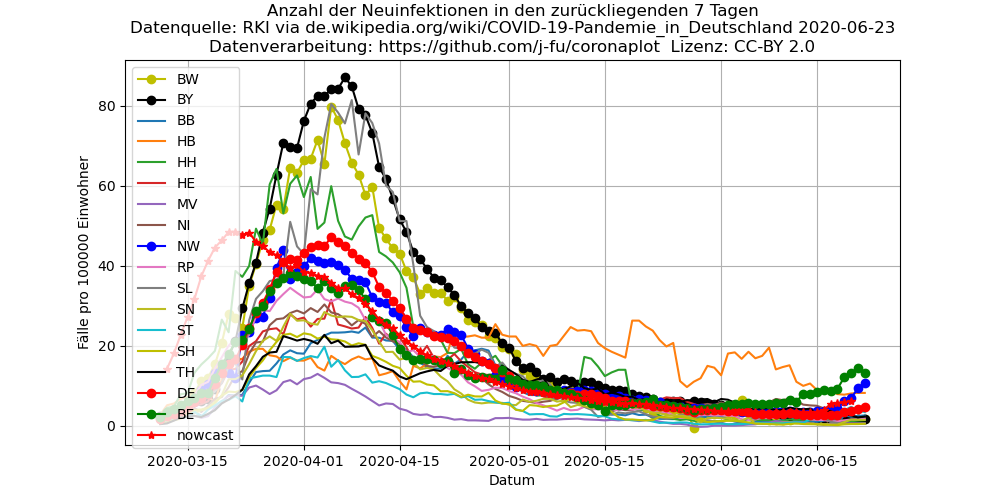 Anzahl der Neuinfektionen in den zurückliegenden 7 Tagen
Datenquelle: RKI via de.wikipedia.org/wiki/COVID-19-Pandemie_in_Deutschland 2020-06-23
Datenverarbeitung: https://github.com/j-fu/coronaplot  Lizenz: CC-BY 2.0
Fälle pro 100000 Einwohner
80
60
40
20
0
BW
BY
BB
HB
HH
HE
MV
NI
NW
RP
SL
SN
ST
SH
TH
DE
BE
nowcast
2020-03-15 2020-04-01 2020-04-15 2020-05-01 2020-05-15 2020-06-01 2020-06-15
Datum